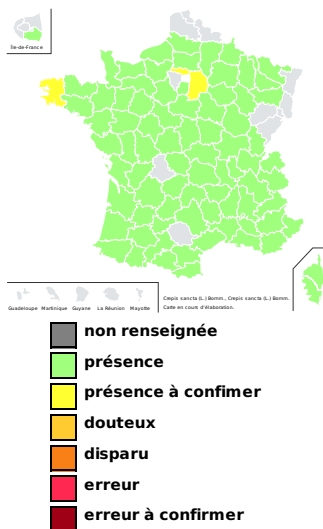 Île-de-France
Guadeloupe Martinique Guyane La Réunion Mayotte
Crepis sancta (L.) Bornm., Crepis sancta (L.) Bornm.
Carte en cours d'élaboration.
non renseignée
présence
présence à confimer
douteux
disparu
erreur
erreur à confirmer